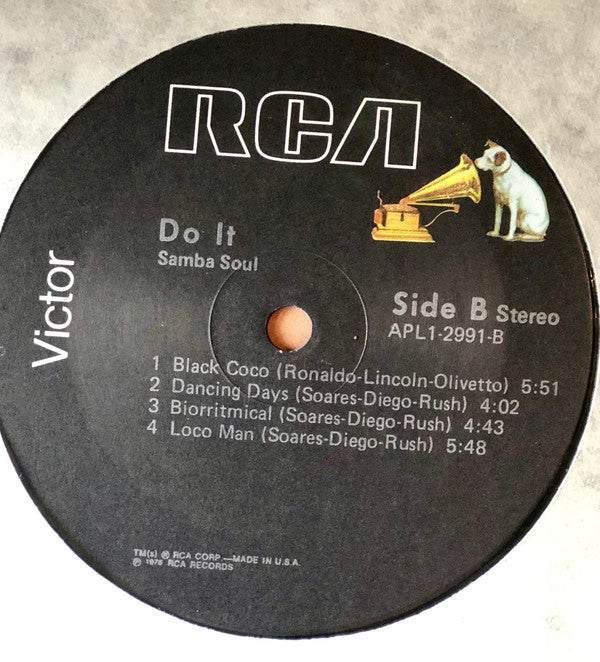 RCA
Victor
Do It
Samba Soul
Side B Stereo
APL1-2991-B
1 Black Coco (Ronaldo-Lincoln-Olivetto) 5:51
2 Dancing Days (Soares-Diego-Rush) 4:02
3 Biorritmical (Soares-Diego-Rush) 4:43
4 Loco Man (Soares-Diego-Rush) 5:48
TM(s) ® RCA CORP.—MADE IN U.S.A.
℗ 1978 RCA RECORDS